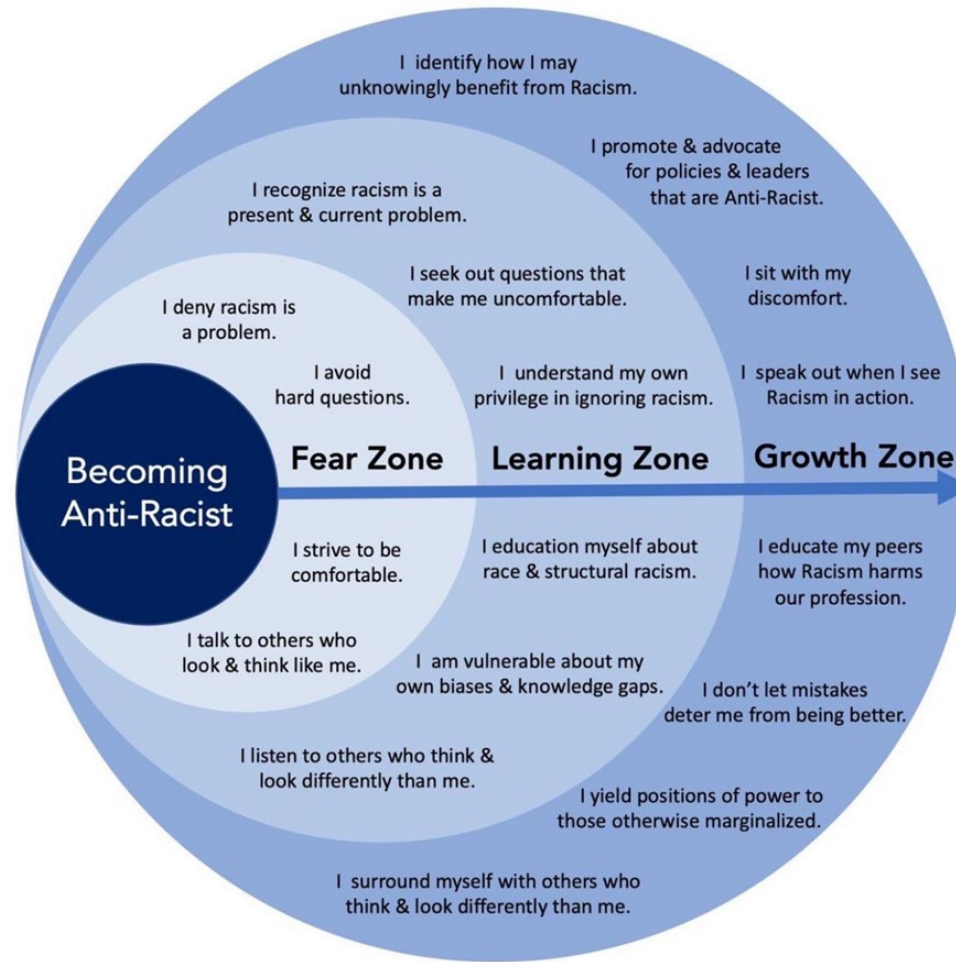 I identify how I may
unknowingly benefit from Racism.
I promote & advocate
for policies & leaders
that are Anti-Racist.
I recognize racism is a
present & current problem.
I seek out questions that
make me uncomfortable.
I sit with my
discomfort.
I deny racism is
a problem.
I avoid
hard questions.
I understand my own
privilege in ignoring racism.
I speak out when I see
Racism in action.
Becoming
Anti-Racist
Fear Zone
Learning Zone
Growth Zone
I strive to be
comfortable.
I education myself about
race & structural racism.
I educate my peers
how Racism harms
our profession.
I talk to others who
look & think like me.
I am vulnerable about my
own biases & knowledge gaps.
I don’t let mistakes
deter me from being better.
I listen to others who think &
look differently than me.
I yield positions of power to
those otherwise marginalized.
I surround myself with others who
think & look differently than me.